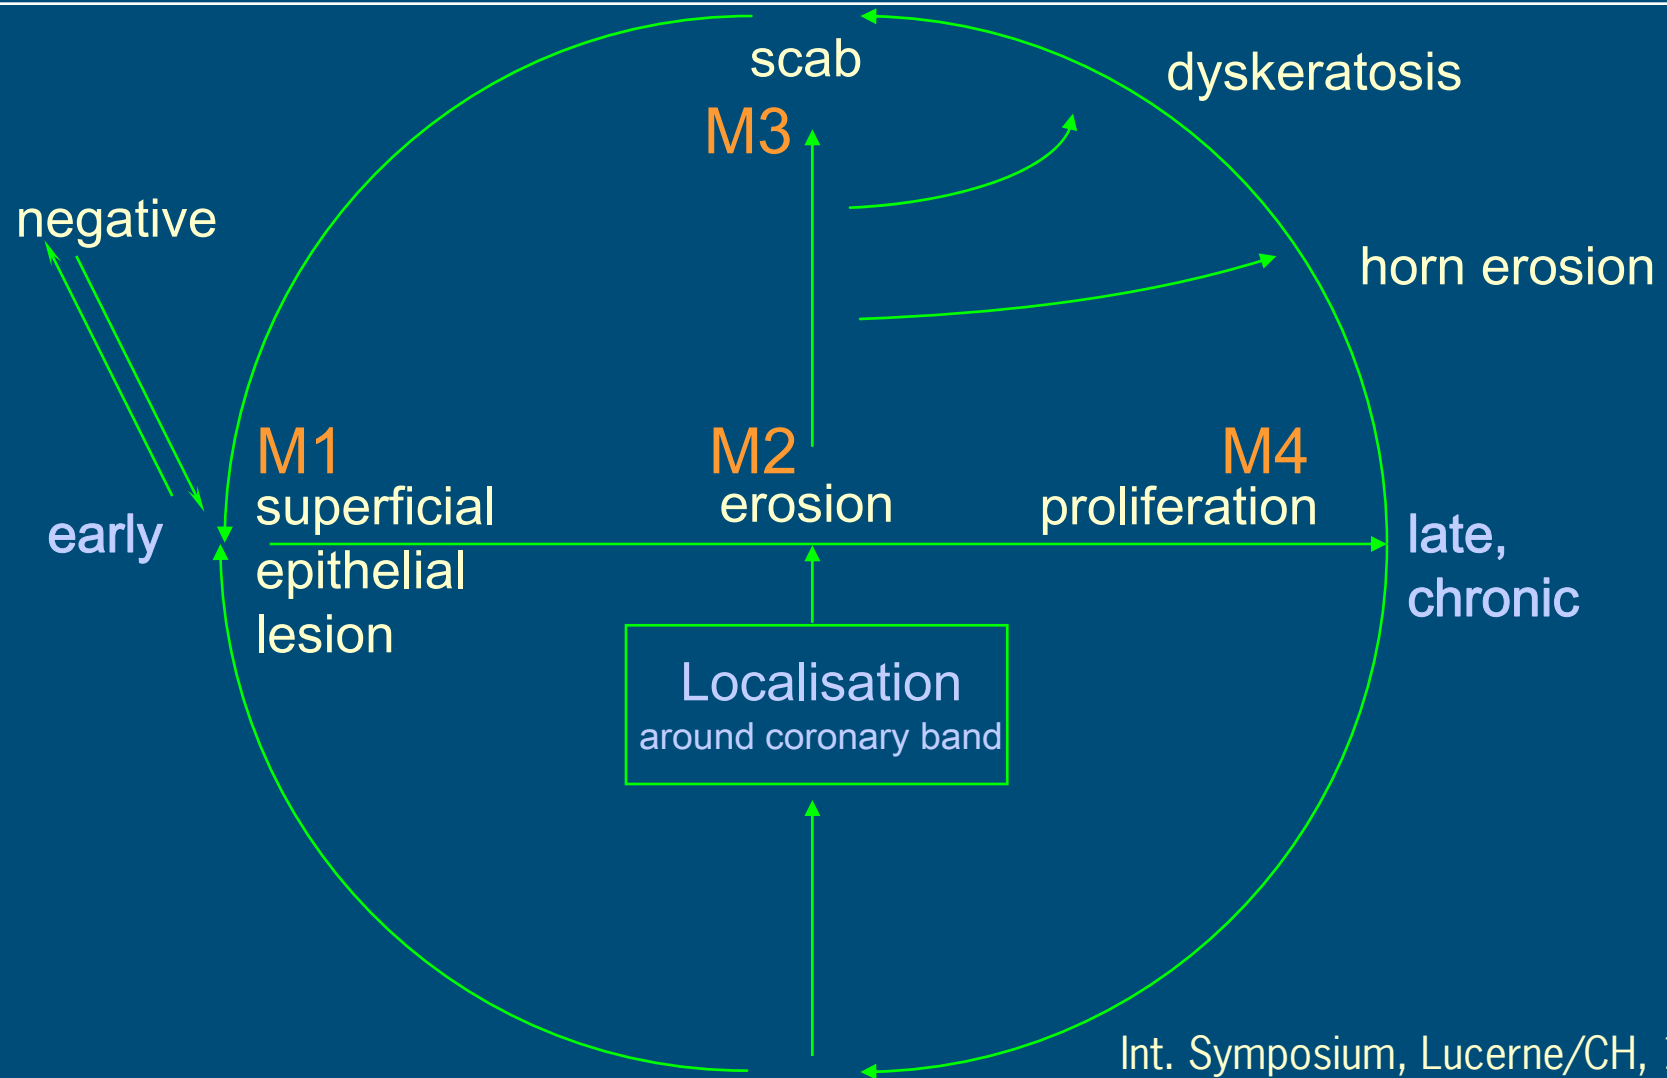 scab
dyskeratosis
M3
negative
horn erosion
M1
superficial
epithelial
lesion
M2
erosion
M4
proliferation
early
late,
chronic
Localisation
around coronary band
Int. Symposium, Lucerne/CH,